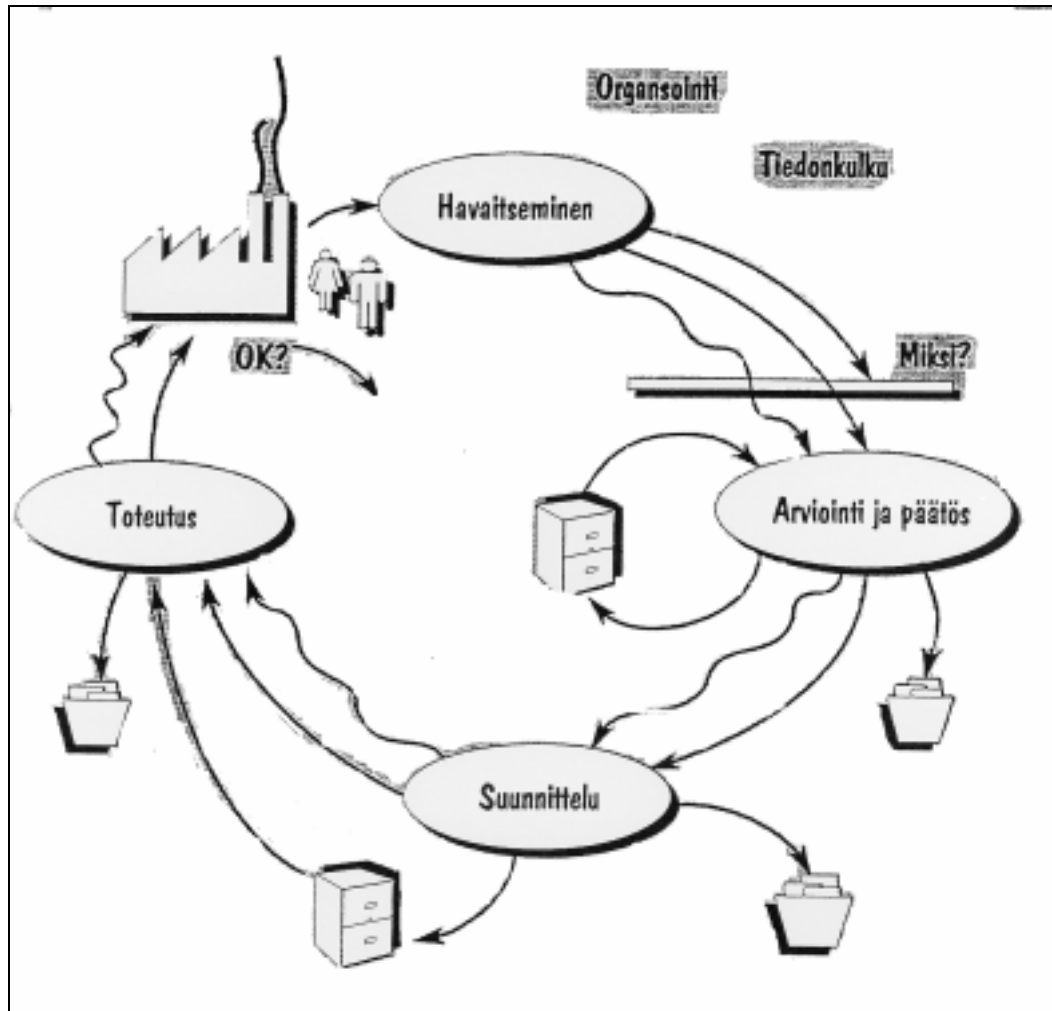 Organsointi
Tiedonkulku
Havaitseminen
OK?
Miksi?
Toteutus
Arviointi ja päätös
Suunnittelu